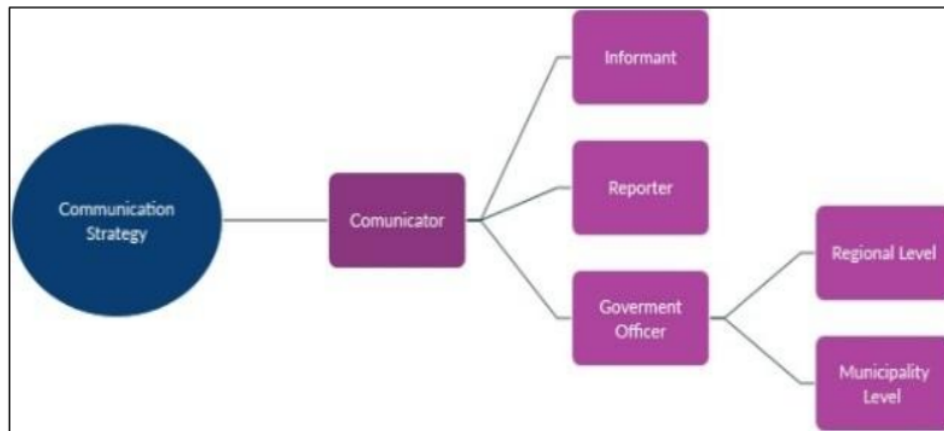 Communication
Strategy
Comunicator
Informant
Reporter
Goverment
Officer
Regional Level
Municipality
Level